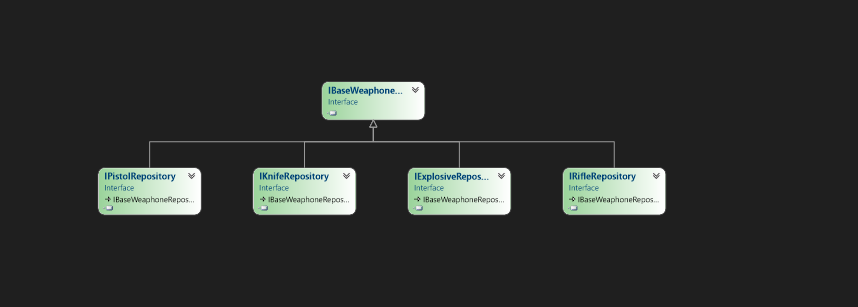 IBaseWeaphone...
Interface
IPistolRepository
Interface
IBaseWeaphoneRepos...
IKnifeRepository
Interface
IBaseWeaphoneRepos...
IExplosiveRepos...
Interface
IBaseWeaphoneRepos...
IRifleRepository
Interface
IBaseWeaphoneRepos...